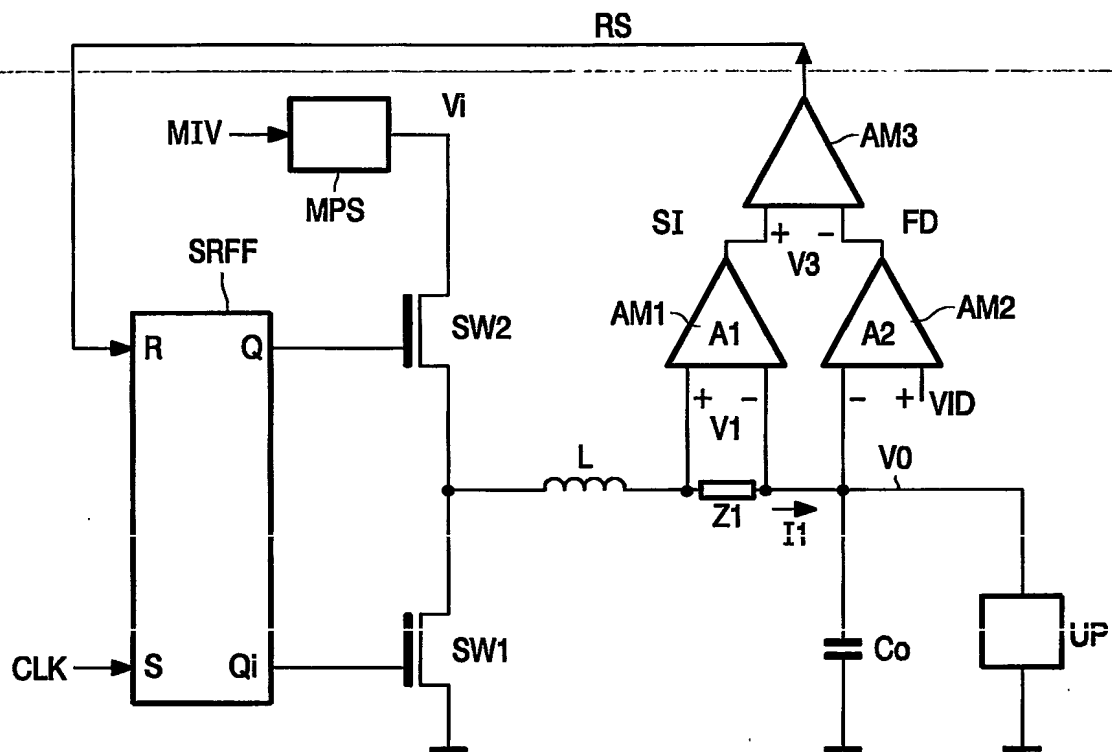 RS
Vi
MIV
MPS
AM3
SI
FD
+
-
V3
SRFF
SW2
AM1
A1
A2
AM2
R
Q
+
-
-
+
VID
V1
L
V0
Z1
I1
SW1
Co
UP
CLK
S
Qi